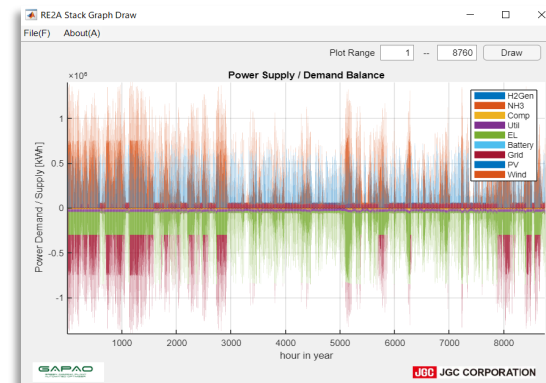 RE2A Stack Graph Draw
File(F) About(A)
Plot Range 1 -- 8760 Draw
Power Supply / Demand Balance
×10⁶
H2Gen
NH3
Comp
Util
EL
Battery
Grid
PV
Wind
1
0.5
0
-0.5
-1
Power Demand / Supply [kWh]
1000 2000 3000 4000 5000 6000 7000 8000
hour in year
GAPAO
JGC JGC CORPORATION